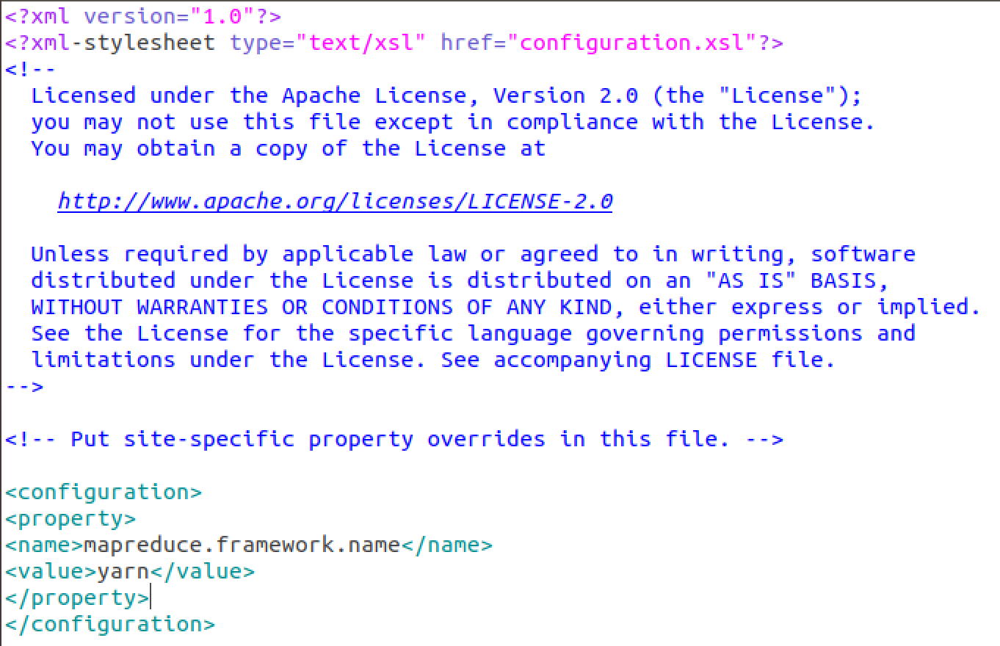 <?xml version="1.0"?>
<?xml-stylesheet type="text/xsl" href="configuration.xsl"?>
<!--
  Licensed under the Apache License, Version 2.0 (the "License");
  you may not use this file except in compliance with the License.
  You may obtain a copy of the License at

    http://www.apache.org/licenses/LICENSE-2.0

  Unless required by applicable law or agreed to in writing, software
  distributed under the License is distributed on an "AS IS" BASIS,
  WITHOUT WARRANTIES OR CONDITIONS OF ANY KIND, either express or implied.
  See the License for the specific language governing permissions and
  limitations under the License. See accompanying LICENSE file.
-->

<!-- Put site-specific property overrides in this file. -->

<configuration>
<property>
<name>mapreduce.framework.name</name>
<value>yarn</value>
</property>
</configuration>